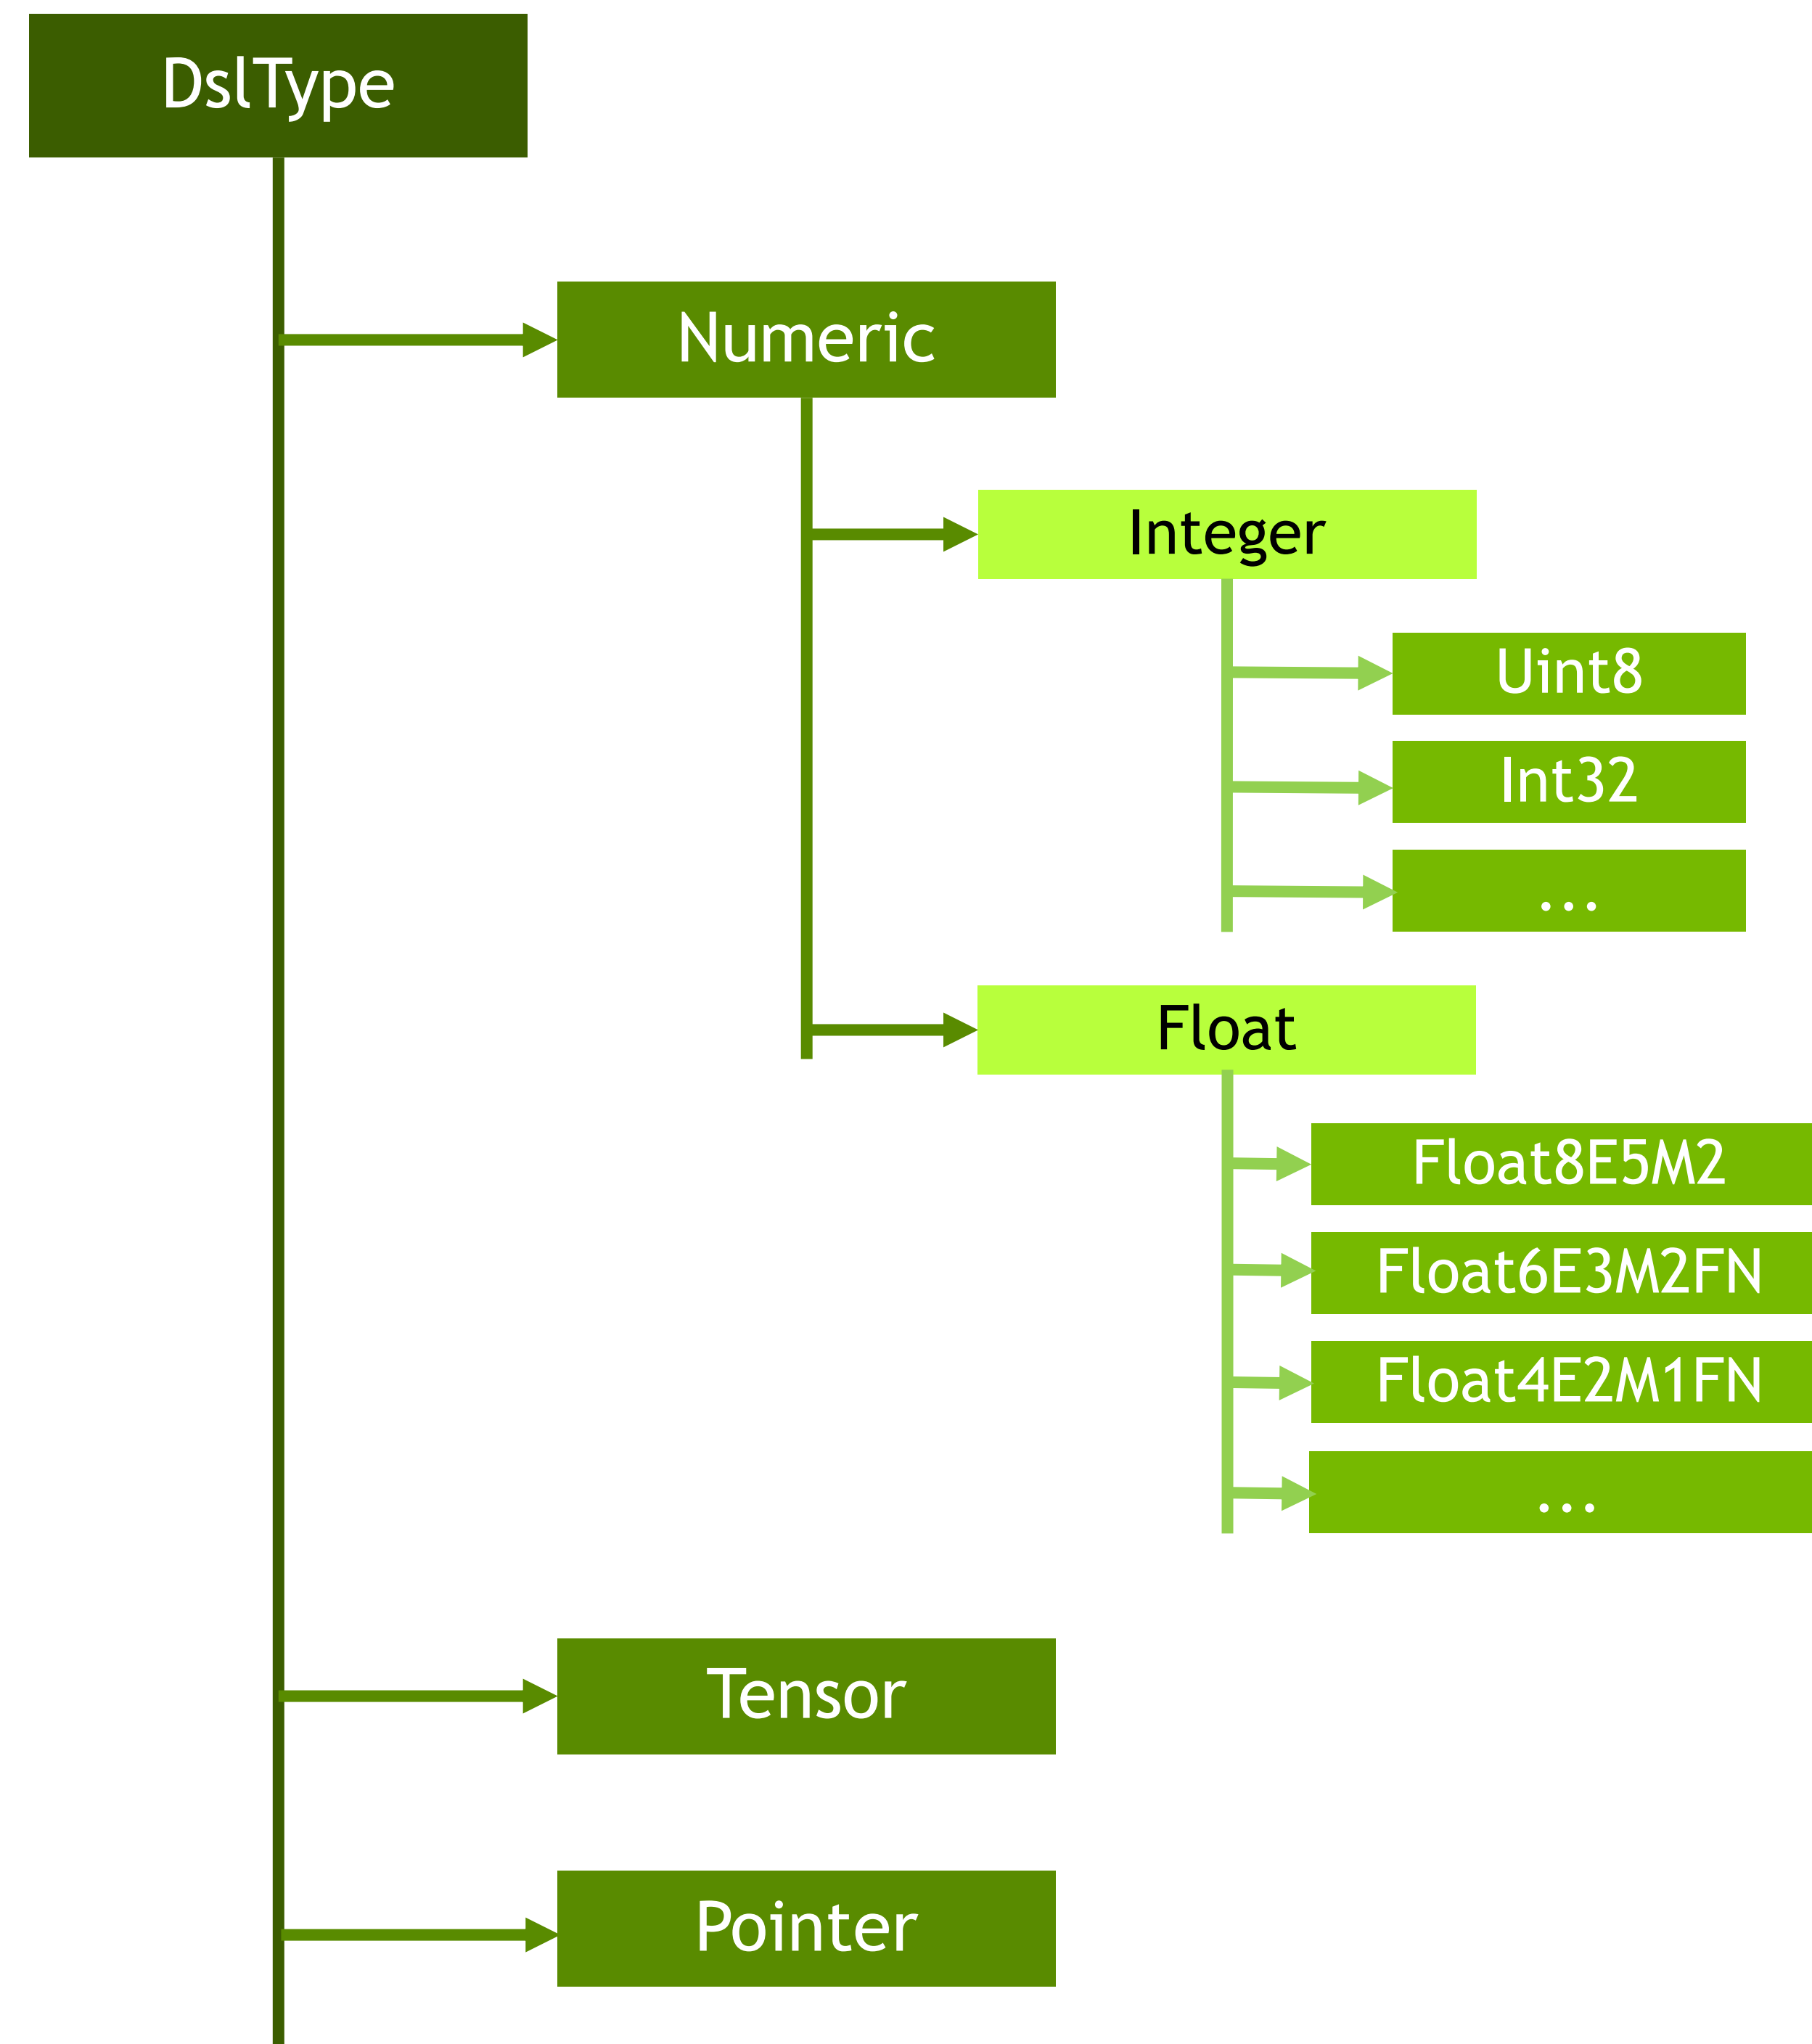 DslType
Numeric
Integer
Uint8
Int32
...
Float
Float8E5M2
Float6E3M2FN
Float4E2M1FN
...
Tensor
Pointer